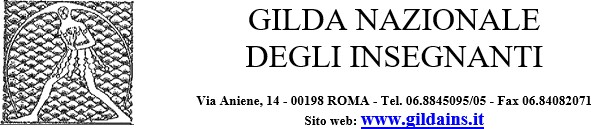 GILDA NAZIONALE
DEGLI INSEGNANTI
Via Aniene, 14 - 00198 ROMA - Tel. 06.8845095/05 - Fax 06.84082071
Sito web: www.gildains.it